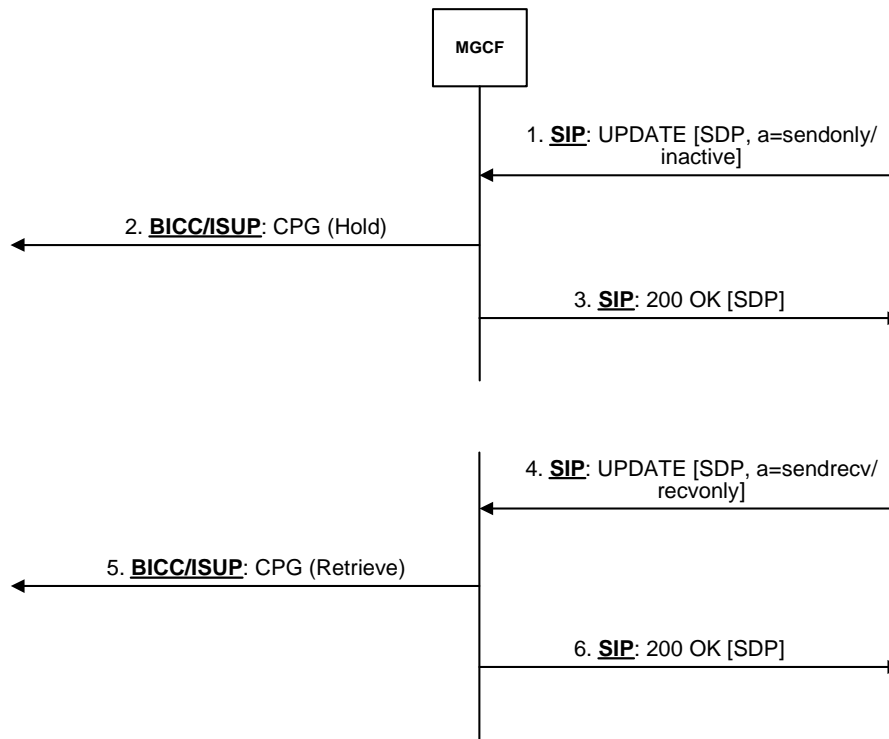 MGCF
1. SIP: UPDATE [SDP, a=sendonly/
inactive]
2. BICC/ISUP: CPG (Hold)
3. SIP: 200 OK [SDP]
4. SIP: UPDATE [SDP, a=sendrecv/
recvonly]
5. BICC/ISUP: CPG (Retrieve)
6. SIP: 200 OK [SDP]